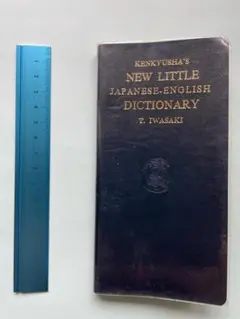 KENKYUSHA'S
NEW LITTLE
JAPANESE-ENGLISH
DICTIONARY
T. IWASAKI